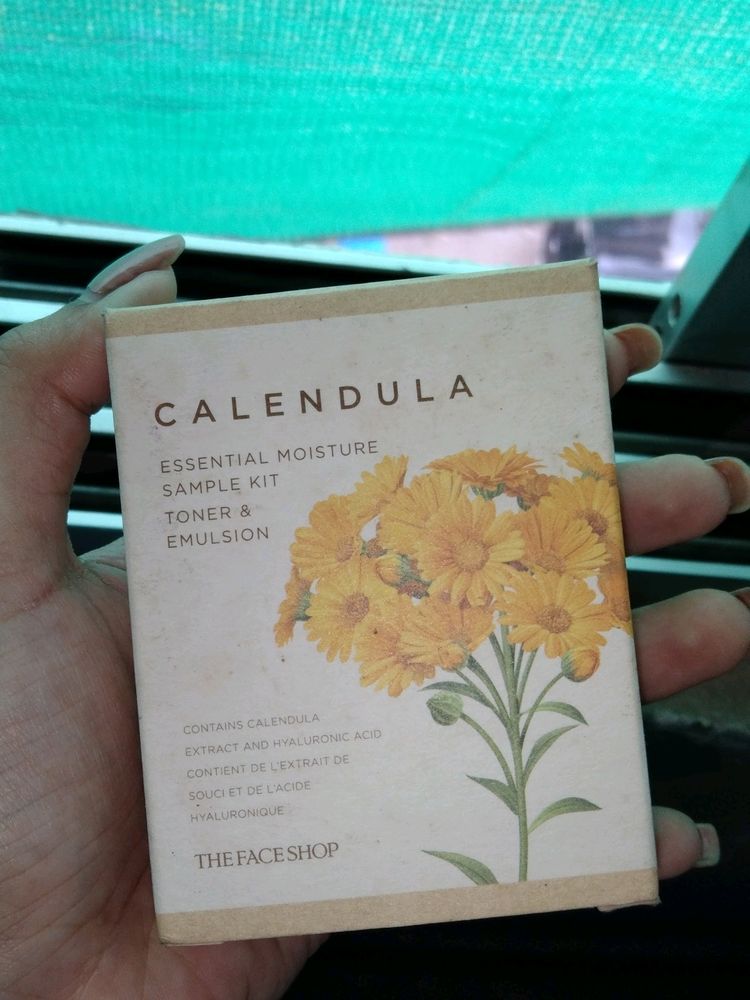 CALENDULA
ESSENTIAL MOISTURE
SAMPLE KIT
TONER &
EMULSION
CONTAINS CALENDULA
EXTRACT AND HYALURONIC ACID
CONTIENT DE L'EXTRAIT DE
SOUCI ET DE L'ACIDE
HYALURONIQUE
THE FACE SHOP